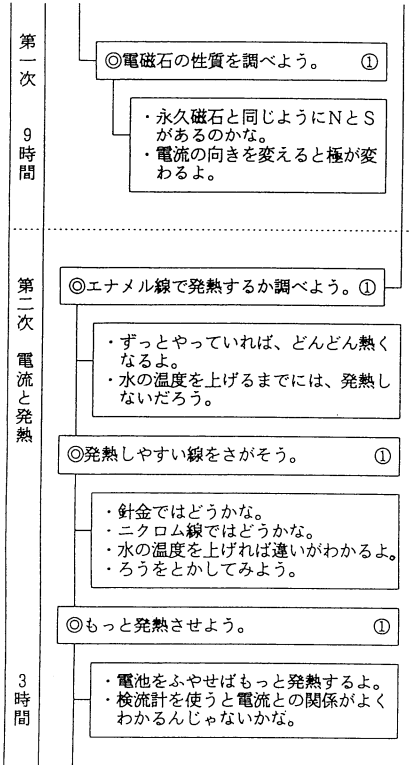 第一次 9時間
◎電磁石の性質を調べよう。 ①
・永久磁石と同じようにNとS
があるのかな。
・電流の向きを変えると極が変
わるよ。
第二次 電流と発熱 3時間
◎エナメル線で発熱するか調べよう。①
・ずっとやっていれば、どんどん熱く
なるよ。
・水の温度を上げるまでには、発熱し
ないだろう。
◎発熱しやすい線をさがそう。 ①
・針金ではどうかな。
・ニクロム線ではどうかな。
・水の温度を上げれば違いがわかるよ。
・ろうをとかしてみよう。
◎もっと発熱させよう。 ①
・電池をふやせばもっと発熱するよ。
・検流計を使うと電流との関係がよく
わかるんじゃないかな。